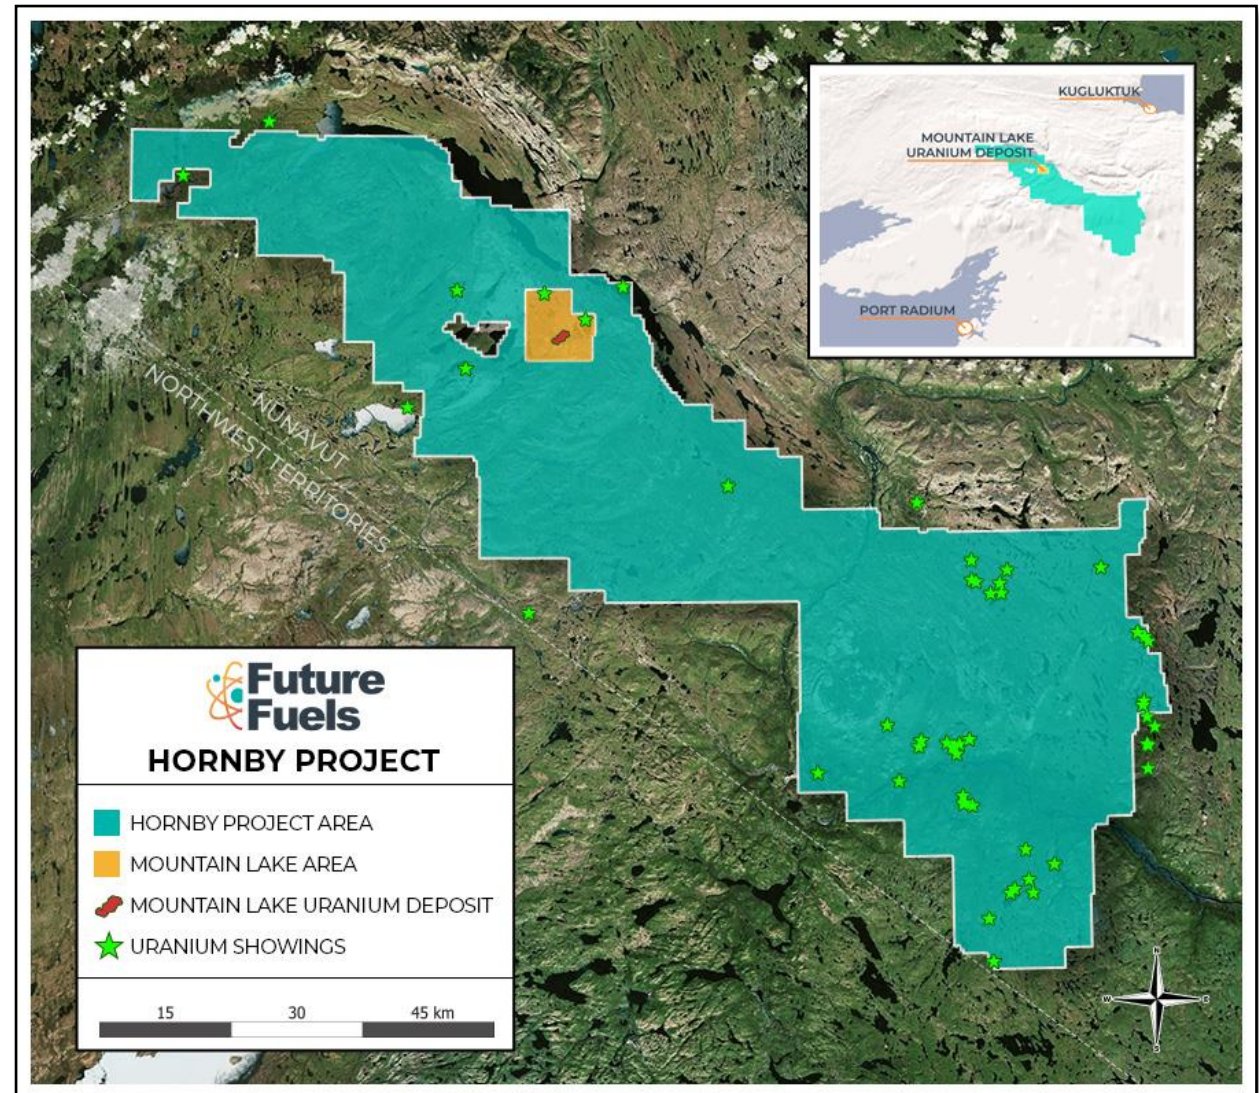 KUGLUKTUK
MOUNTAIN LAKE
URANIUM DEPOSIT
PORT RADIUM
NUNAVUT
NORTHWEST TERRITORIES
Future
Fuels
HORNBY PROJECT
HORNBY PROJECT AREA
MOUNTAIN LAKE AREA
MOUNTAIN LAKE URANIUM DEPOSIT
URANIUM SHOWINGS
15 30 45 km
N
W E
S